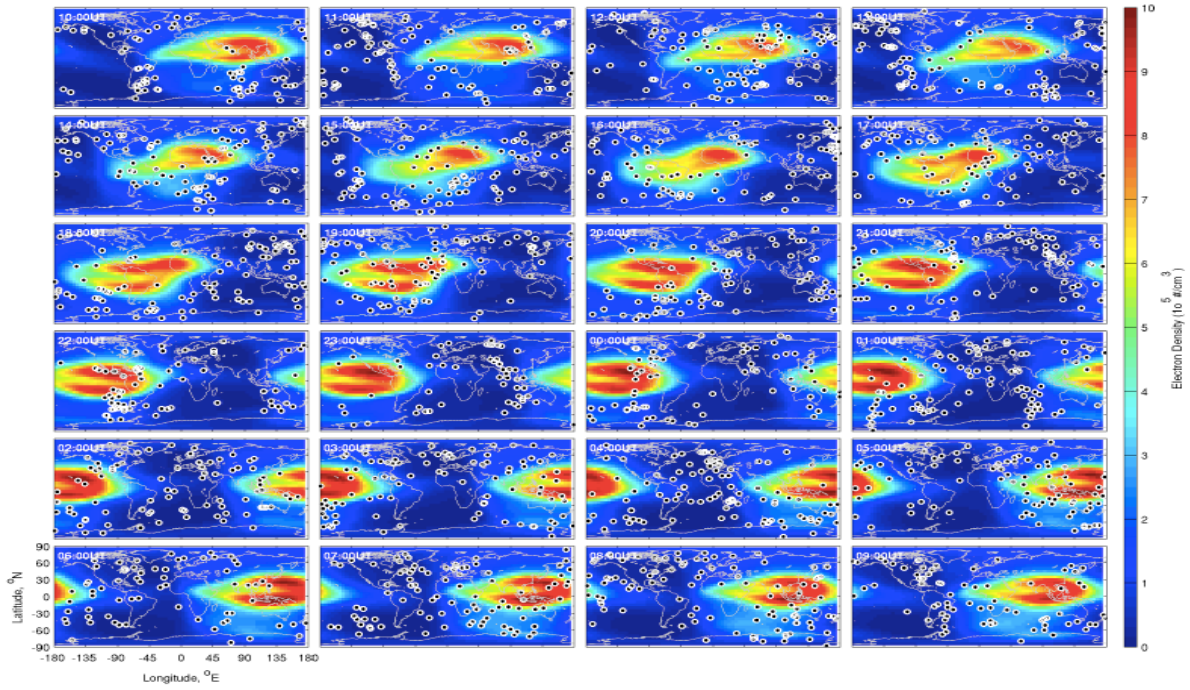 10:00UT 11:00UT 12:00UT 13:00UT
14:00UT 15:00UT 16:00UT 17:00UT
18:00UT 19:00UT 20:00UT 21:00UT
22:00UT 23:00UT 00:00UT 01:00UT
02:00UT 03:00UT 04:00UT 05:00UT
06:00UT 07:00UT 08:00UT 09:00UT
90
60
30
0
-30
-60
-90
Latitude, °N
-180 -135 -90 -45 0 45 90 135 180
Longitude, °E
10
9
8
7
6
5
4
3
2
1
0
Electron Density (10^5 #/cm^3)